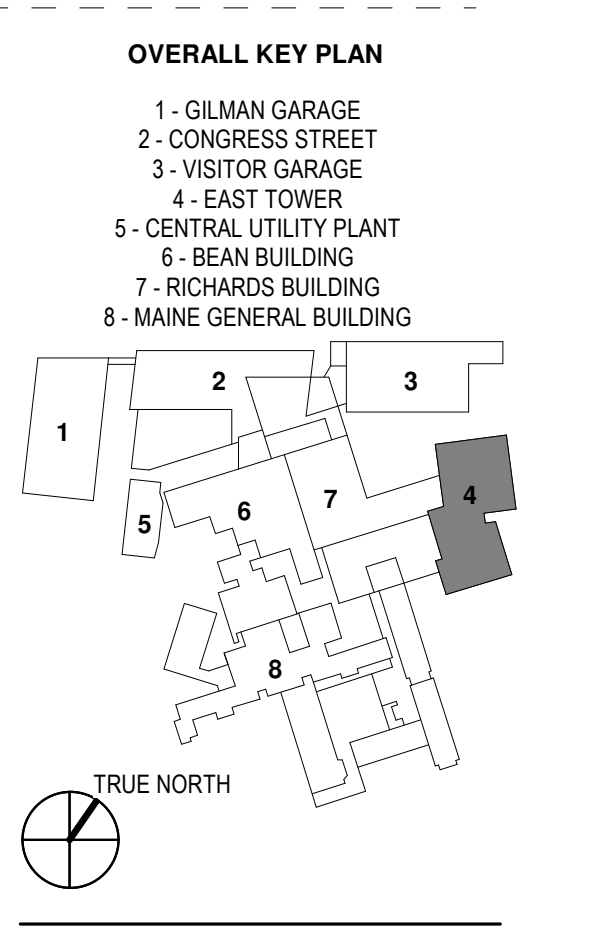 OVERALL KEY PLAN
1 - GILMAN GARAGE
2 - CONGRESS STREET
3 - VISITOR GARAGE
4 - EAST TOWER
5 - CENTRAL UTILITY PLANT
6 - BEAN BUILDING
7 - RICHARDS BUILDING
8 - MAINE GENERAL BUILDING
2
3
1
4
7
6
5
8
TRUE NORTH